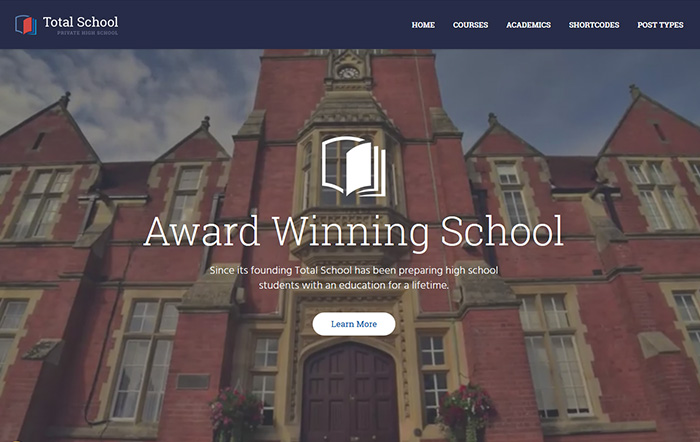 Total School
PRIVATE HIGH SCHOOL
HOME COURSES ACADEMICS SHORTCODES POST TYPES
Award Winning School
Since its founding Total School has been preparing high school
students with an education for a lifetime.
Learn More